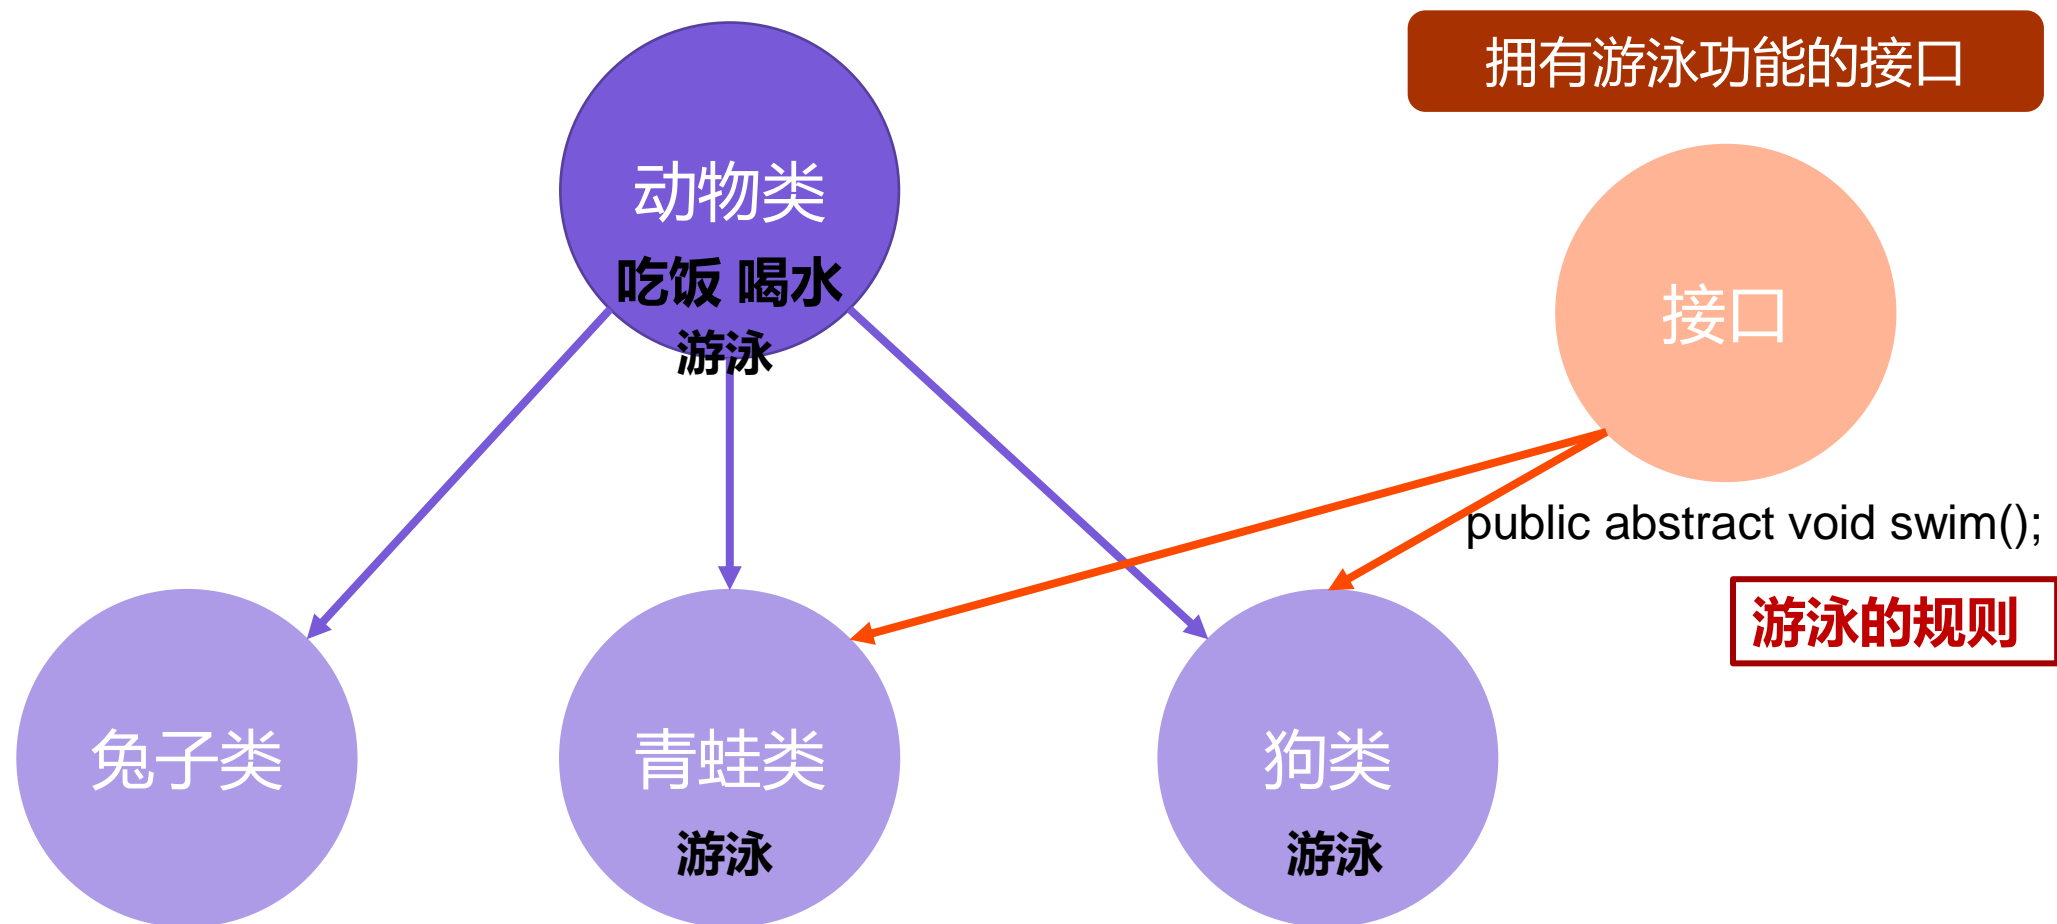 拥有游泳功能的接口
动物类
吃饭 喝水
游泳
接口
public abstract void swim();
游泳的规则
兔子类
青蛙类
狗类
游泳
游泳